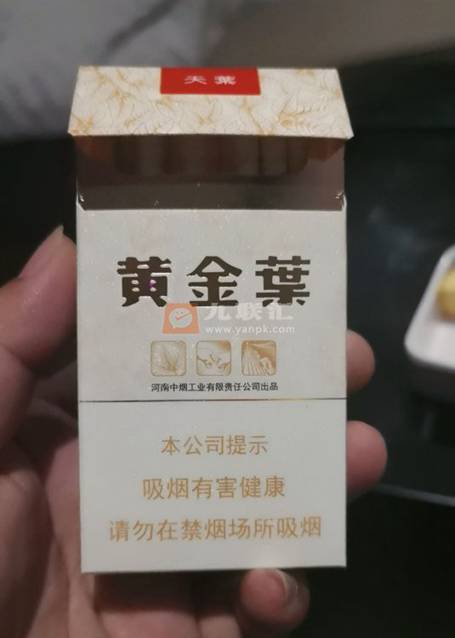 天葉
黄金葉
九联汇
www.yanpk.com
河南中烟工业有限责任公司出品
本公司提示
吸烟有害健康
请勿在禁烟场所吸烟